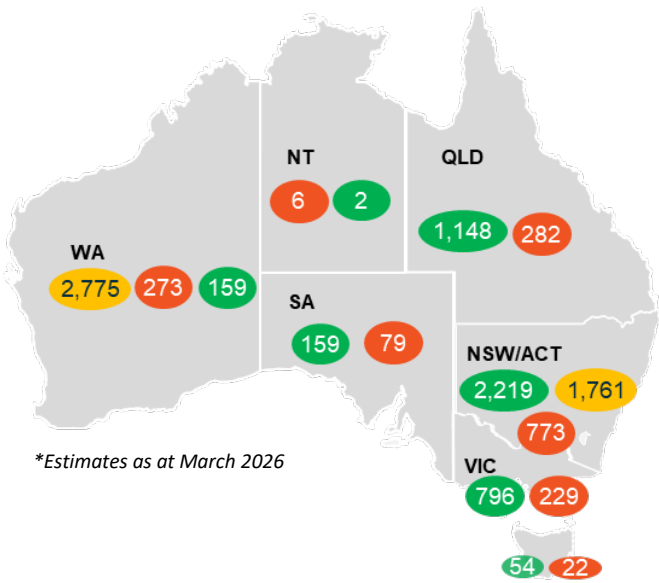 NT
6 2
QLD
1,148 282
WA
2,775 273 159
SA
159 79
NSW/ACT
2,219 1,761
773
*Estimates as at March 2026
VIC
796 229
54 22